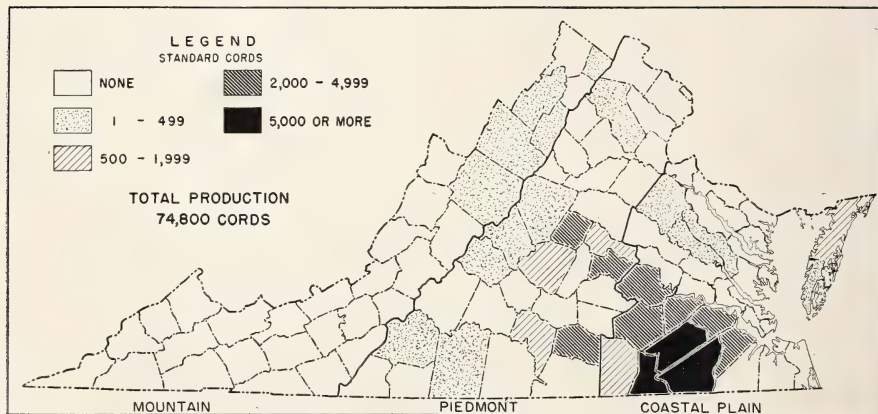 LEGEND
STANDARD CORDS
NONE
1 - 499
500 - 1,999
2,000 - 4,999
5,000 OR MORE
TOTAL PRODUCTION
74,800 CORDS
MOUNTAIN
PIEDMONT
COASTAL PLAIN